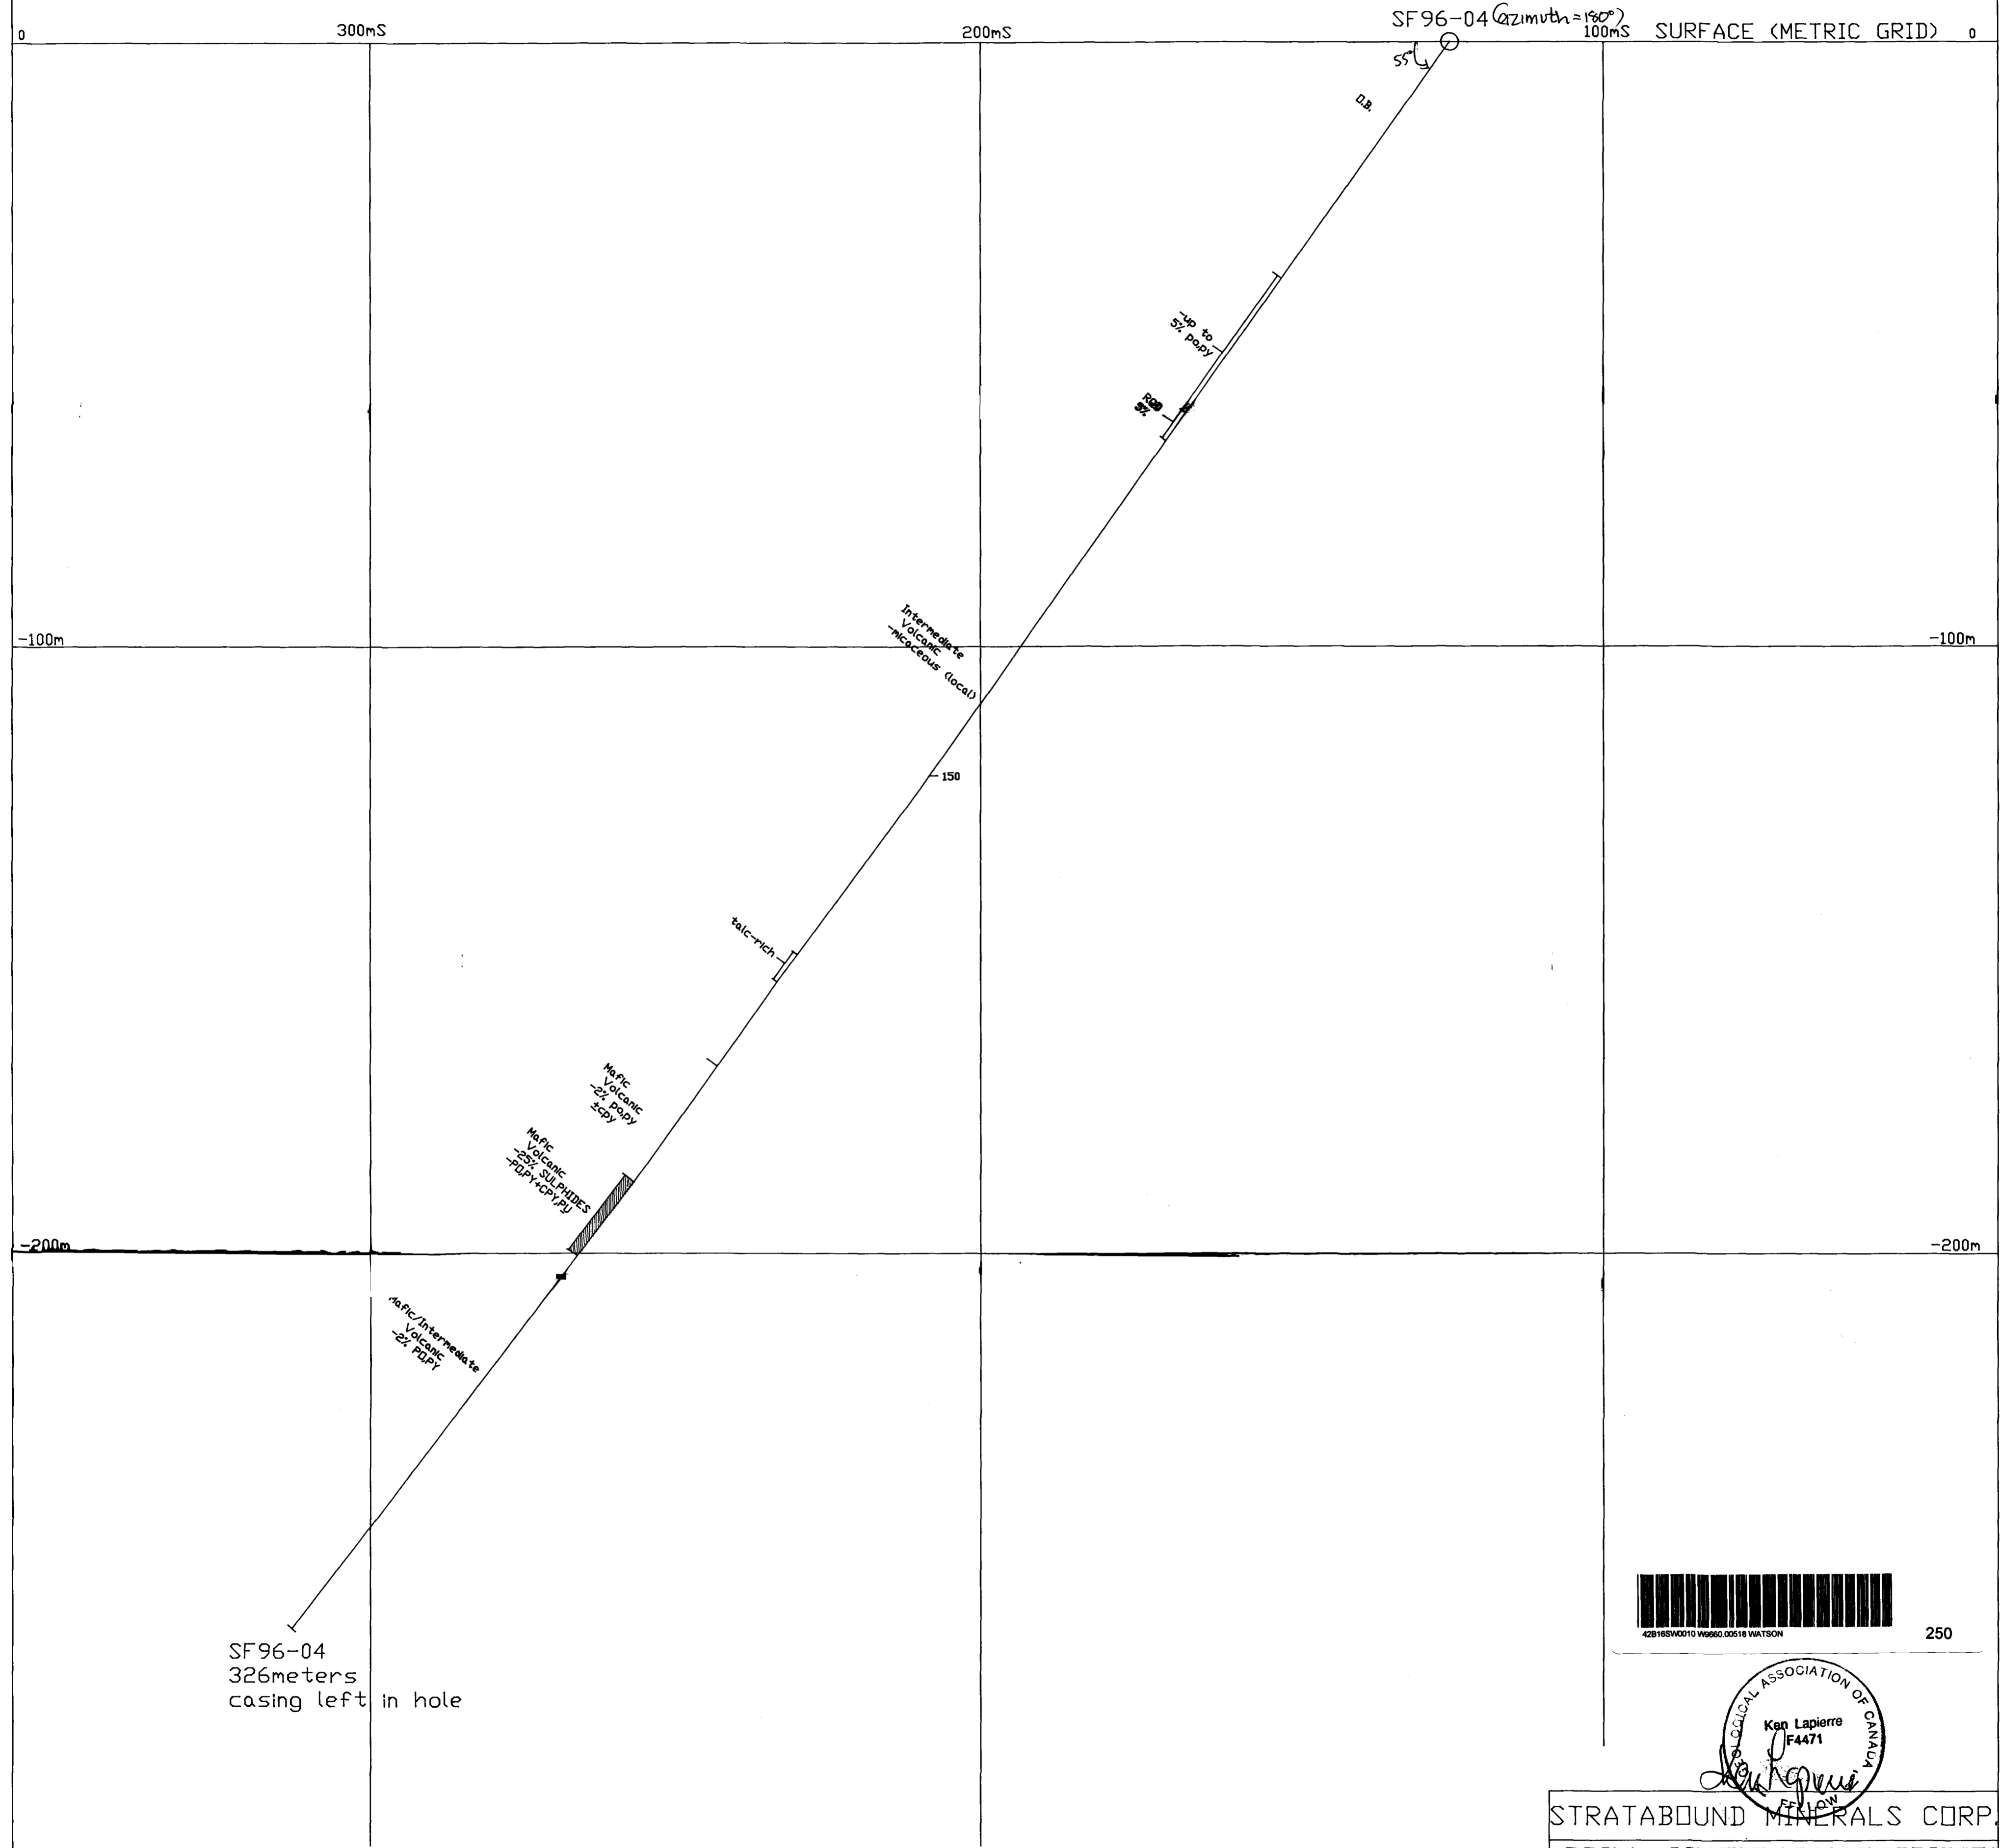 SF96-04 (azimuth=180°)
0 300mS 200mS 100mS SURFACE (METRIC GRID) 0
55°
O.B.
-up to
5% po,py
RQD
5%
Intermediate
Volcanic
-micaceous (local)
-100m -100m
150
talc-rich
Mafic
Volcanic
-2% po,py
±cpy
Mafic
Volcanic
-25% SULPHIDES
-PO,PY+CPY,PU
-200m -200m
Mafic/Intermediate
Volcanic
-2% PO,PY
SF96-04
326meters
casing left in hole
42B16SW0010 W9660.00518 WATSON
250
GEOLOGICAL ASSOCIATION OF CANADA
Ken Lapierre
F4471
FELLOW
STRATABOUND MINERALS CORP.